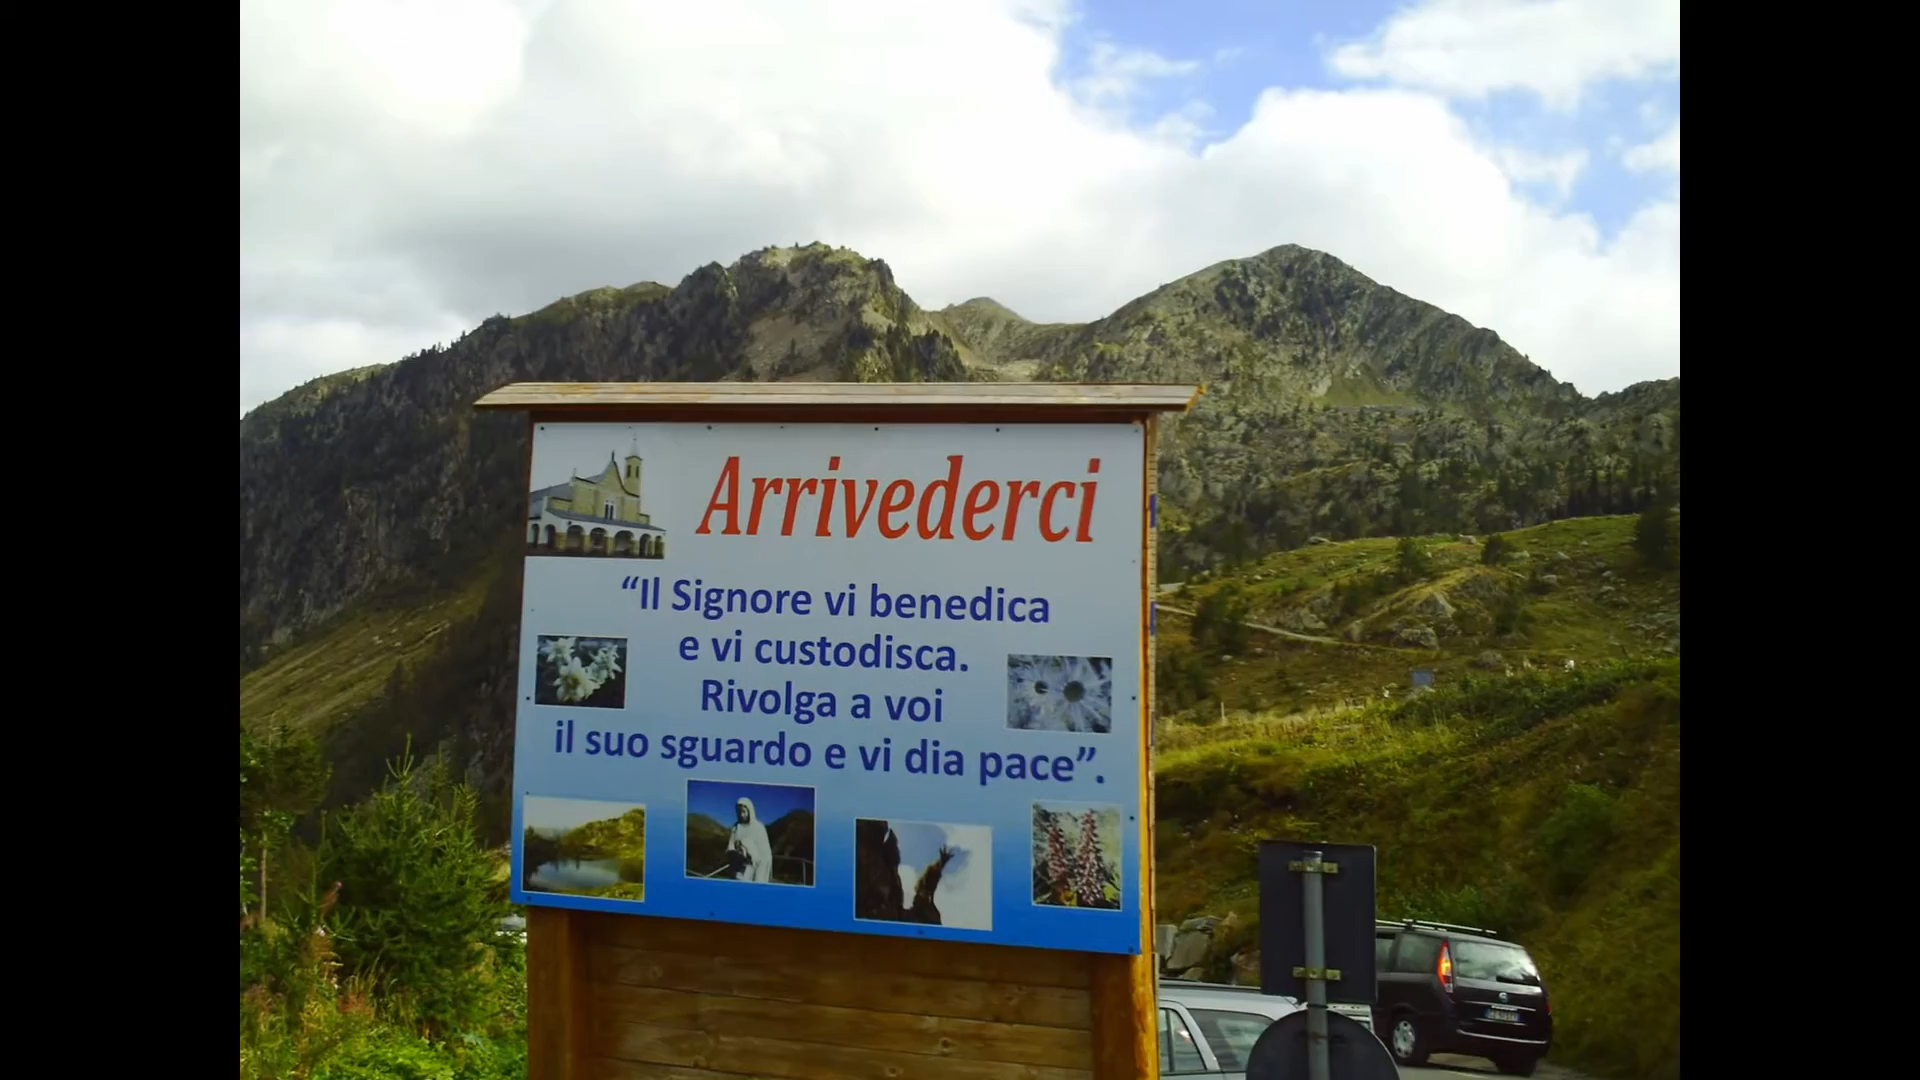 Arrivederci
“Il Signore vi benedica
e vi custodisca.
Rivolga a voi
il suo sguardo e vi dia pace”.